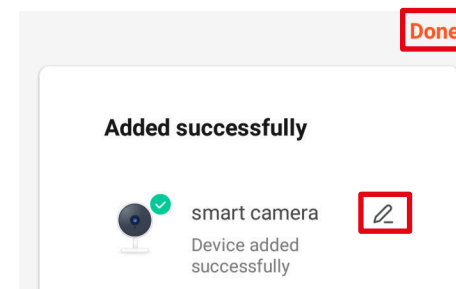 Done
Added successfully
smart camera
Device added
successfully